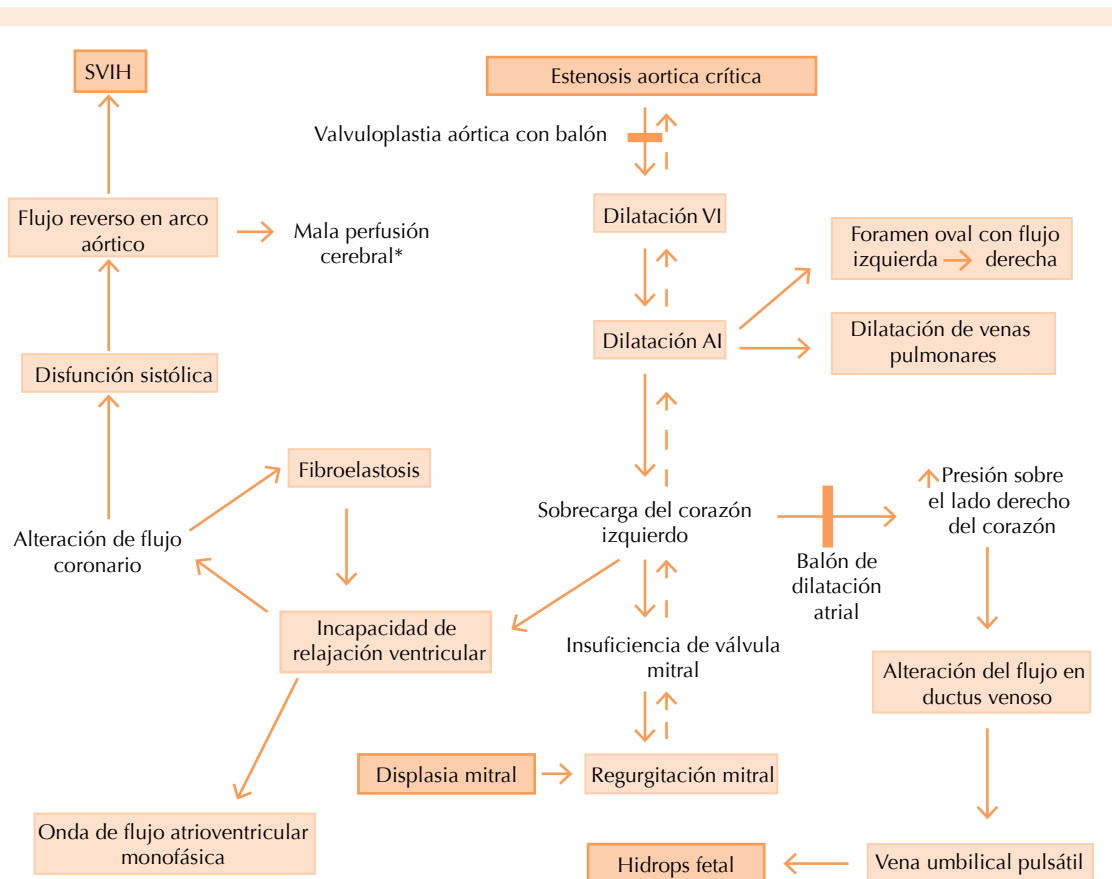 SVIH
Estenosis aortica crítica
Valvuloplastia aórtica con balón
Flujo reverso en arco
aórtico
Mala perfusión
cerebral*
Dilatación VI
Foramen oval con flujo
izquierda → derecha
Dilatación AI
Dilatación de venas
pulmonares
Disfunción sistólica
Fibroelastosis
Alteración de flujo
coronario
Sobrecarga del corazón
izquierdo
↑Presión sobre
el lado derecho
del corazón
Balón de
dilatación
atrial
Incapacidad de
relajación ventricular
Insuficiencia de válvula
mitral
Alteración del flujo en
ductus venoso
Displasia mitral
Regurgitación mitral
Onda de flujo atrioventricular
monofásica
Hidrops fetal
Vena umbilical pulsátil